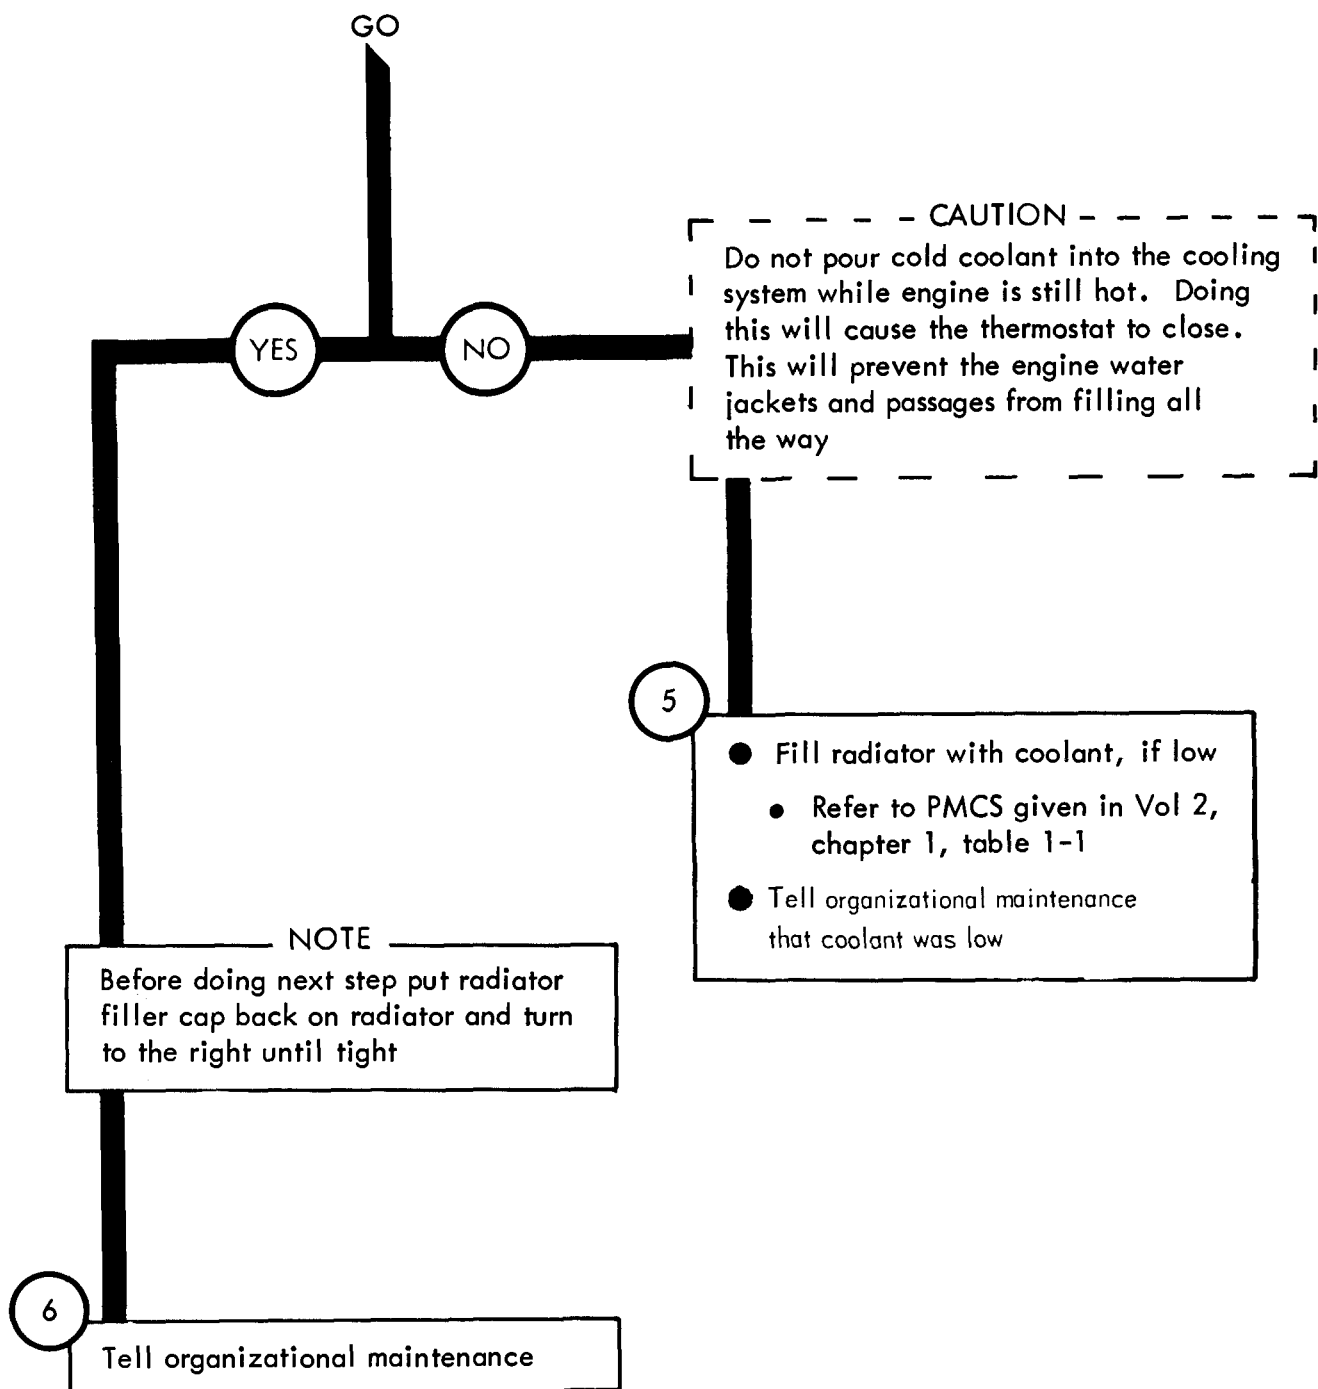 GO
YES
NO
CAUTION
Do not pour cold coolant into the cooling
system while engine is still hot. Doing
this will cause the thermostat to close.
This will prevent the engine water
jackets and passages from filling all
the way
5
● Fill radiator with coolant, if low
● Refer to PMCS given in Vol 2,
chapter 1, table 1-1
● Tell organizational maintenance
that coolant was low
NOTE
Before doing next step put radiator
filler cap back on radiator and turn
to the right until tight
6
Tell organizational maintenance